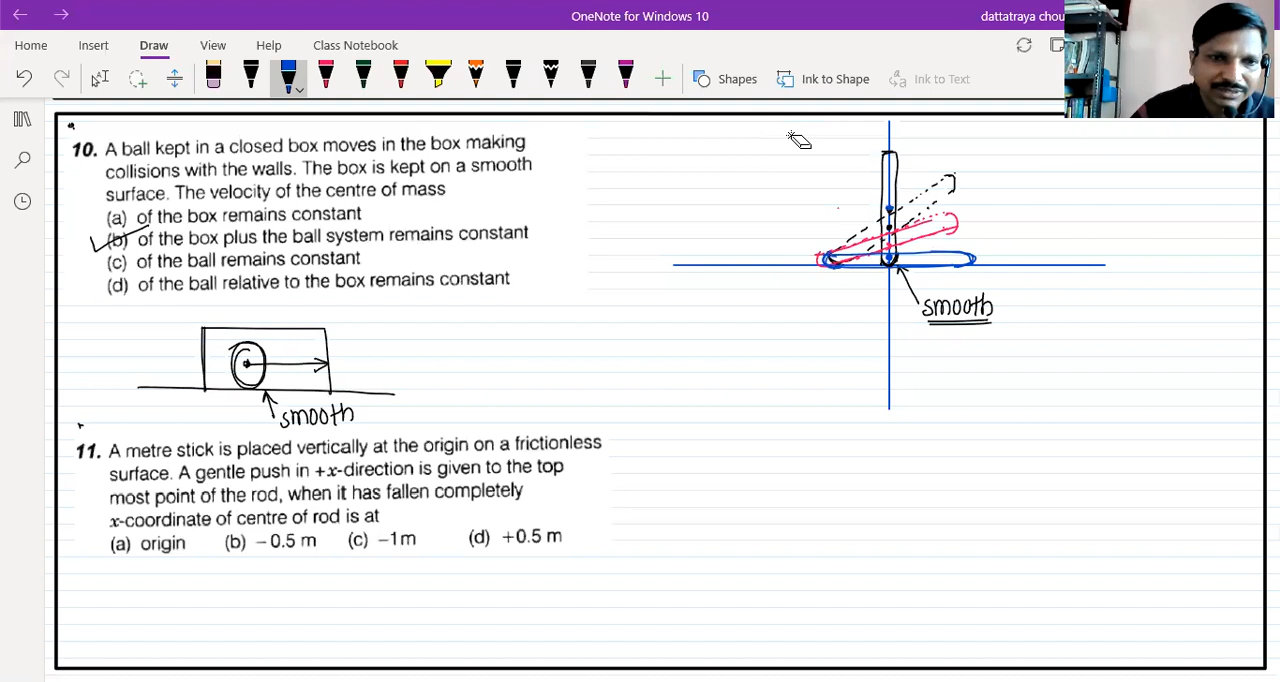 OneNote for Windows 10
dattatraya chou
Home Insert Draw View Help Class Notebook
Shapes Ink to Shape Ink to Text
10. A ball kept in a closed box moves in the box making
collisions with the walls. The box is kept on a smooth
surface. The velocity of the centre of mass
(a) of the box remains constant
(b) of the box plus the ball system remains constant
(c) of the ball remains constant
(d) of the ball relative to the box remains constant
smooth
smooth
11. A metre stick is placed vertically at the origin on a frictionless
surface. A gentle push in +x-direction is given to the top
most point of the rod, when it has fallen completely
x-coordinate of centre of rod is at
(a) origin (b) – 0.5 m (c) –1m (d) +0.5 m